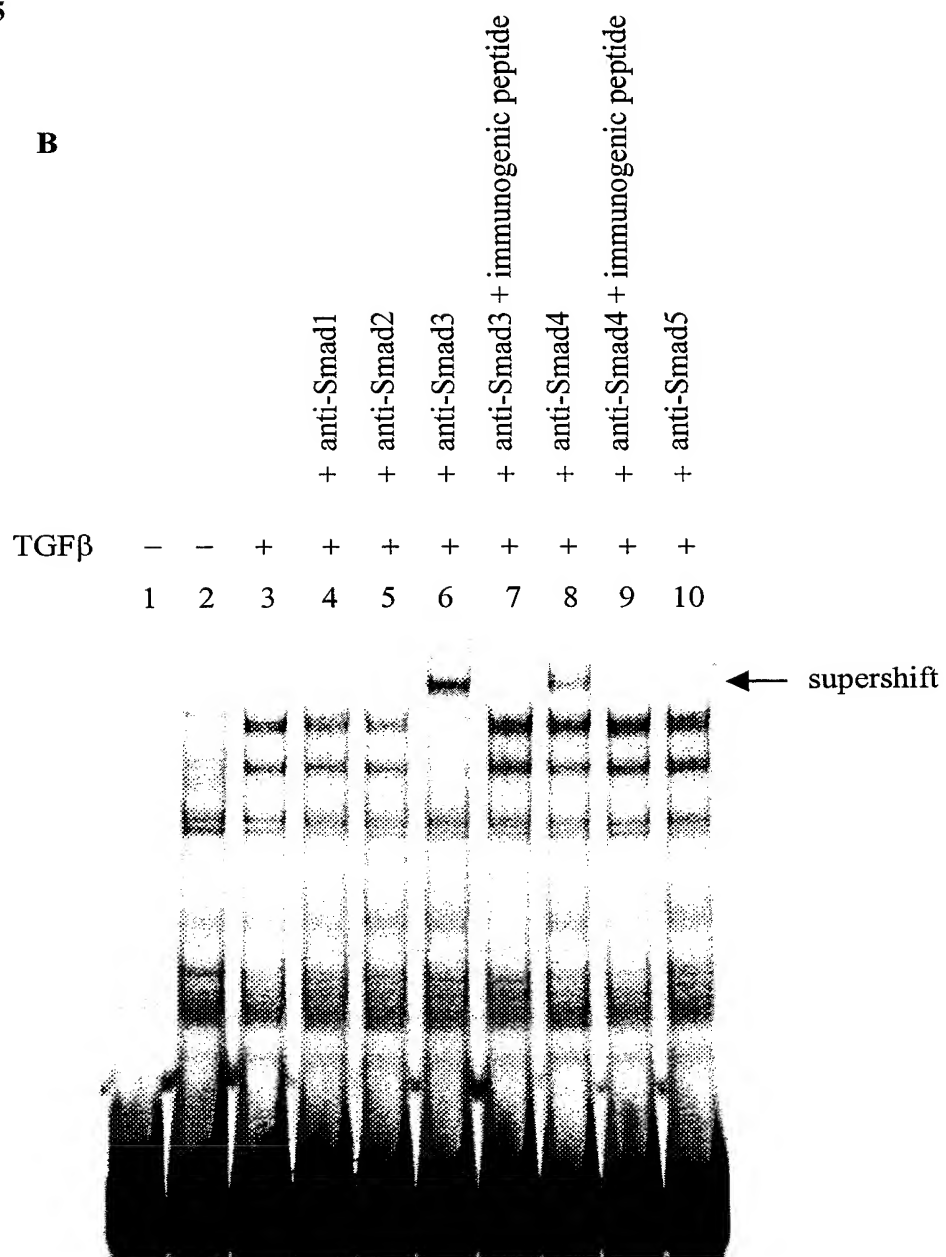 B
+ anti-Smad1
+ anti-Smad2
+ anti-Smad3
+ anti-Smad3 + immunogenic peptide
+ anti-Smad4
+ anti-Smad4 + immunogenic peptide
+ anti-Smad5
TGFβ − − + + + + + + + +
1 2 3 4 5 6 7 8 9 10
supershift